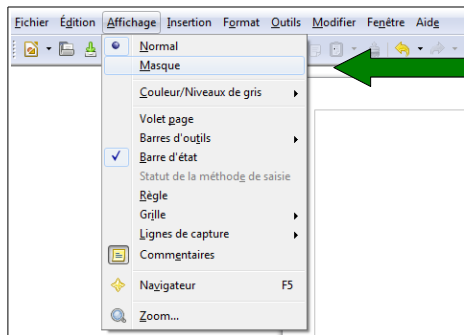 Fichier Édition Affichage Insertion Format Outils Modifier Fenêtre Aide
Normal
Masque
Couleur/Niveaux de gris
Volet page
Barres d'outils
Barre d'état
Statut de la méthode de saisie
Règle
Grille
Lignes de capture
Commentaires
Navigateur F5
Zoom...